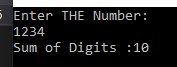 Enter THE Number:
1234
Sum of Digits :10